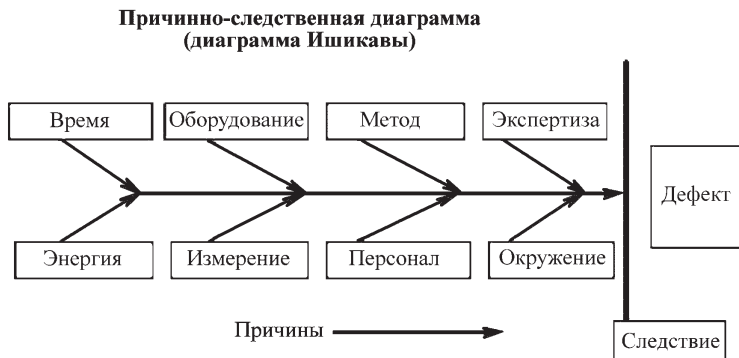 Причинно-следственная диаграмма
(диаграмма Ишикавы)
Время
Оборудование
Метод
Экспертиза
Дефект
Энергия
Измерение
Персонал
Окружение
Причины
Следствие